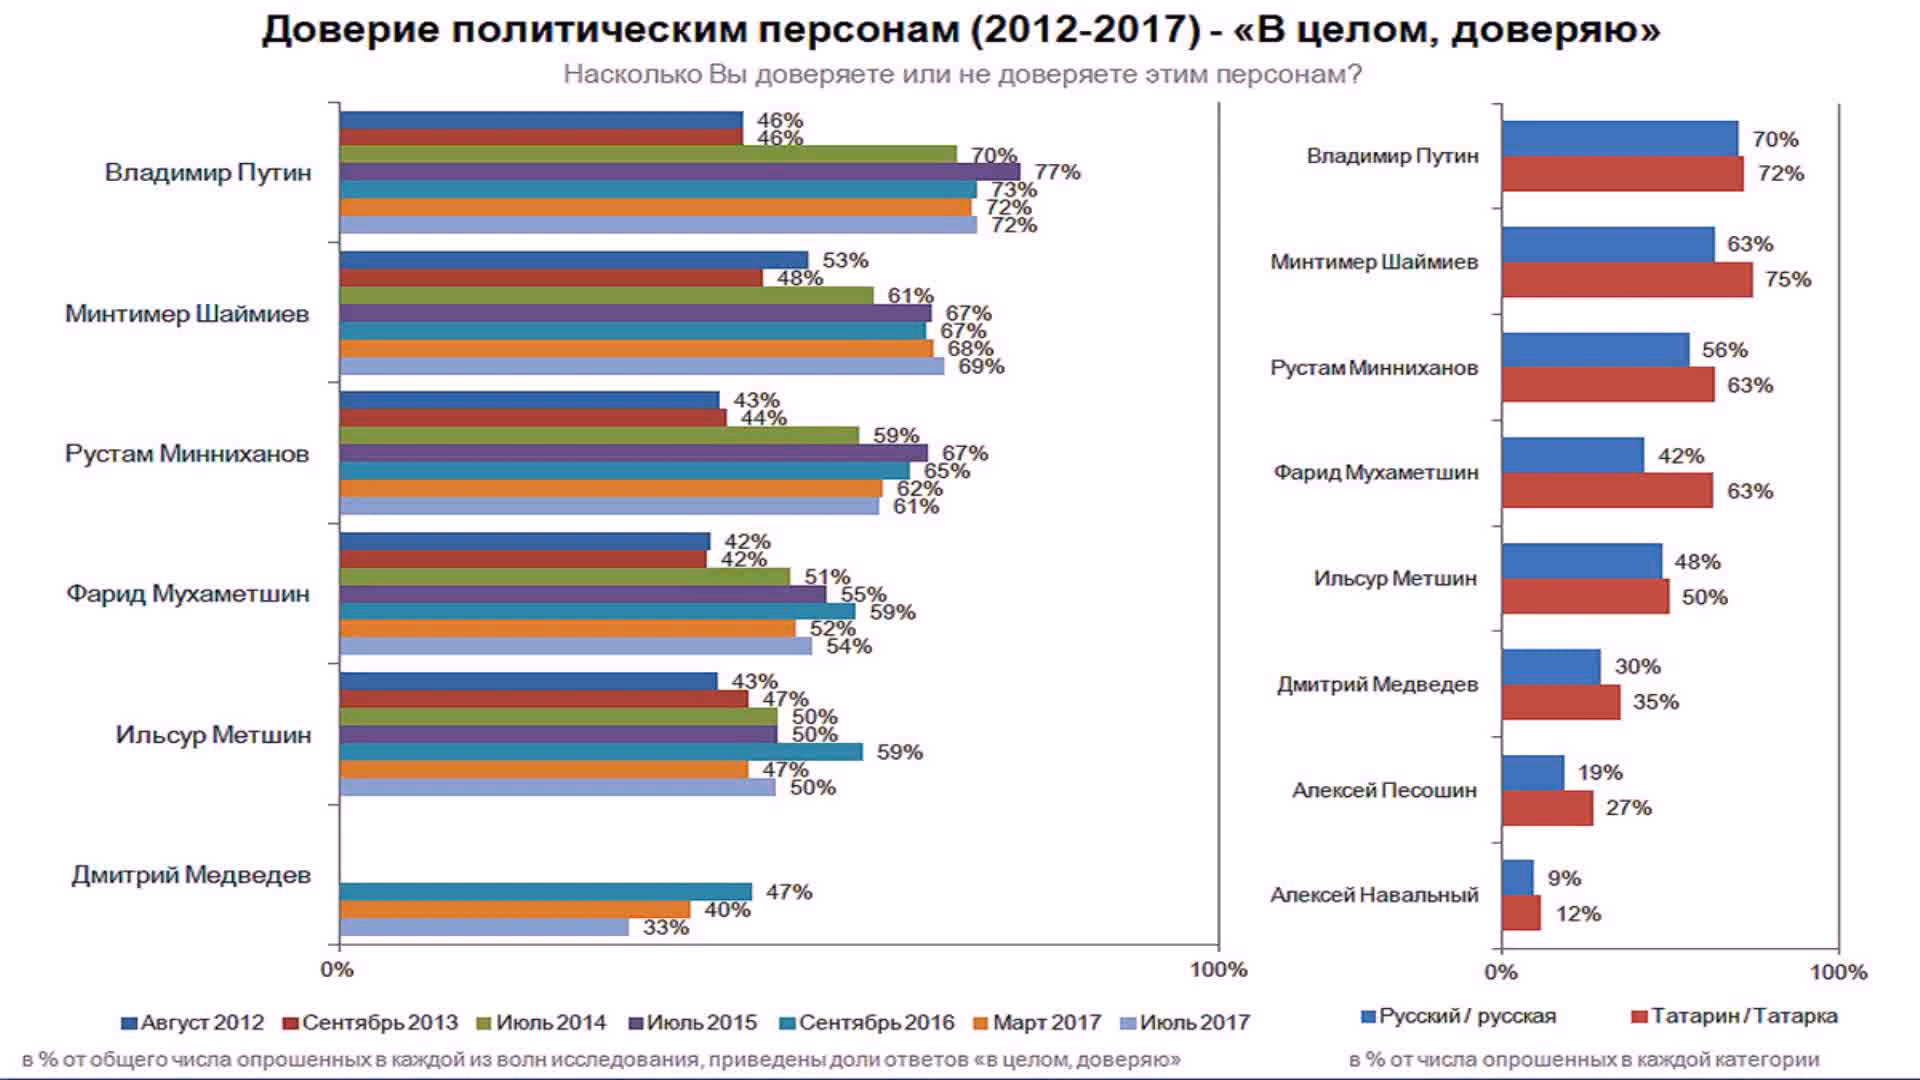 Доверие политическим персонам (2012-2017) - «В целом, доверяю»
Насколько Вы доверяете или не доверяете этим персонам?
Владимир Путин
46%
46%
70%
77%
73%
72%
72%
Минтимер Шаймиев
53%
48%
61%
67%
67%
68%
69%
Рустам Минниханов
43%
44%
59%
67%
65%
62%
61%
Фарид Мухаметшин
42%
42%
51%
55%
59%
52%
54%
Ильсур Метшин
43%
47%
50%
50%
59%
47%
50%
Дмитрий Медведев
47%
40%
33%
0%
100%
Август 2012
Сентябрь 2013
Июль 2014
Июль 2015
Сентябрь 2016
Март 2017
Июль 2017
в % от общего числа опрошенных в каждой из волн исследования, приведены доли ответов «в целом, доверяю»
Владимир Путин
70%
72%
Минтимер Шаймиев
63%
75%
Рустам Минниханов
56%
63%
Фарид Мухаметшин
42%
63%
Ильсур Метшин
48%
50%
Дмитрий Медведев
30%
35%
Алексей Песошин
19%
27%
Алексей Навальный
9%
12%
0%
100%
Русский / русская
Татарин / Татарка
в % от числа опрошенных в каждой категории